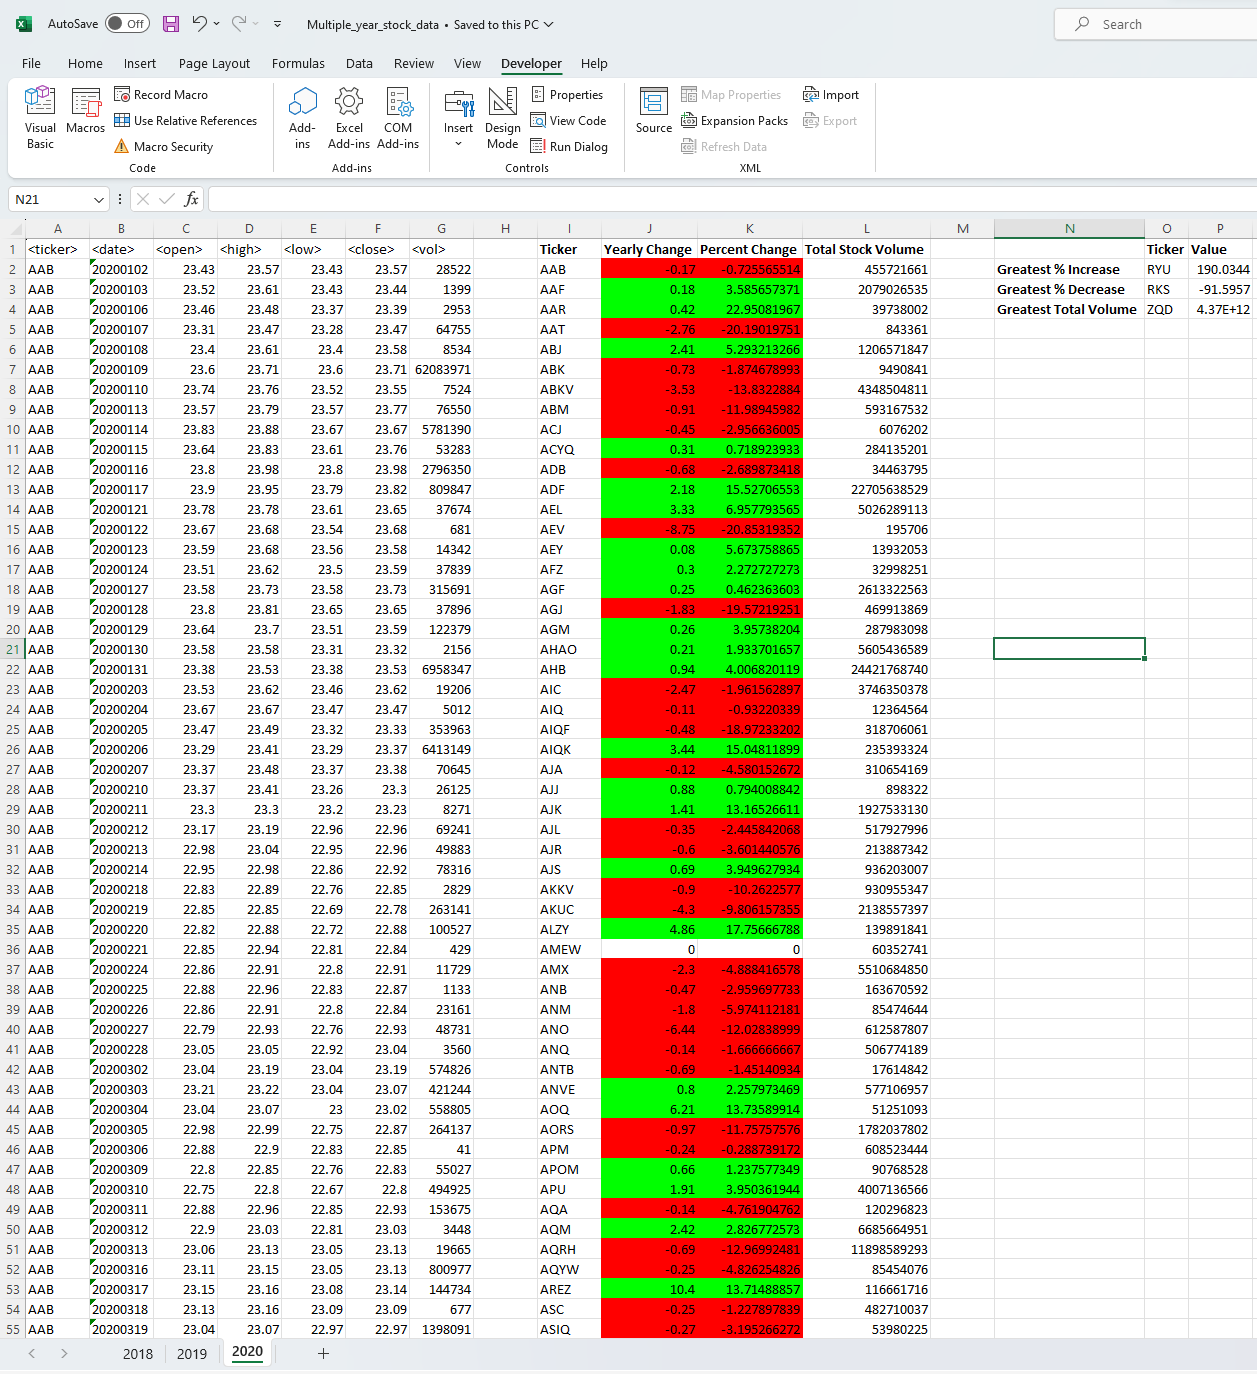 AutoSave Off Multiple_year_stock_data • Saved to this PC Search
File Home Insert Page Layout Formulas Data Review View Developer Help
Visual Basic
Macros
Record Macro
Use Relative References
Macro Security
Code
Add-ins
Excel Add-ins
COM Add-ins
Add-ins
Insert
Design Mode
Properties
View Code
Run Dialog
Controls
Source
Map Properties
Expansion Packs
Refresh Data
Import
Export
XML
N21 fx
A B C D E F G H I J K L M N O P
1 <ticker> <date> <open> <high> <low> <close> <vol> Ticker Yearly Change Percent Change Total Stock Volume Ticker Value
2 AAB 20200102 23.43 23.57 23.43 23.57 28522 AAB -0.17 -0.725565514 455721661 Greatest % Increase RYU 190.0344
3 AAB 20200103 23.52 23.61 23.43 23.44 1399 AAF 0.18 3.585657371 2079026535 Greatest % Decrease RKS -91.5957
4 AAB 20200106 23.46 23.48 23.37 23.39 2953 AAR 0.42 22.95081967 39738002 Greatest Total Volume ZQD 4.37E+12
5 AAB 20200107 23.31 23.47 23.28 23.47 64755 AAT -2.76 -20.19019751 843361
6 AAB 20200108 23.4 23.61 23.4 23.58 8534 ABJ 2.41 5.293213266 1206571847
7 AAB 20200109 23.6 23.71 23.6 23.71 62083971 ABK -0.73 -1.874678993 9490841
8 AAB 20200110 23.74 23.76 23.52 23.55 7524 ABKV -3.53 -13.8322884 4348504811
9 AAB 20200113 23.57 23.79 23.57 23.77 76550 ABM -0.91 -11.98945982 593167532
10 AAB 20200114 23.83 23.88 23.67 23.67 5781390 ACJ -0.45 -2.956636005 6076202
11 AAB 20200115 23.64 23.83 23.61 23.76 53283 ACYQ 0.31 0.718923933 284135201
12 AAB 20200116 23.8 23.98 23.8 23.98 2796350 ADB -0.68 -2.689873418 34463795
13 AAB 20200117 23.9 23.95 23.79 23.82 809847 ADF 2.18 15.52706553 22705638529
14 AAB 20200121 23.78 23.78 23.61 23.65 37674 AEL 3.33 6.957793565 5026289113
15 AAB 20200122 23.67 23.68 23.54 23.68 681 AEV -8.75 -20.85319352 195706
16 AAB 20200123 23.59 23.68 23.56 23.58 14342 AEY 0.08 5.673758865 13932053
17 AAB 20200124 23.51 23.62 23.5 23.59 37839 AFZ 0.3 2.272727273 32998251
18 AAB 20200127 23.58 23.73 23.58 23.73 315691 AGF 0.25 0.462363603 2613322563
19 AAB 20200128 23.8 23.81 23.65 23.65 37896 AGJ -1.83 -19.57219251 469913869
20 AAB 20200129 23.64 23.7 23.51 23.59 122379 AGM 0.26 3.95738204 287983098
21 AAB 20200130 23.58 23.58 23.31 23.32 2156 AHAO 0.21 1.933701657 5605436589
22 AAB 20200131 23.38 23.53 23.38 23.53 6958347 AHB 0.94 4.006820119 24421768740
23 AAB 20200203 23.53 23.62 23.46 23.62 19206 AIC -2.47 -1.961562897 3746350378
24 AAB 20200204 23.67 23.67 23.47 23.47 5012 AIQ -0.11 -0.93220339 12364564
25 AAB 20200205 23.47 23.49 23.32 23.33 353963 AIQF -0.48 -18.97233202 318706061
26 AAB 20200206 23.29 23.41 23.29 23.37 6413149 AIQK 3.44 15.04811899 235393324
27 AAB 20200207 23.37 23.48 23.37 23.38 70645 AJA -0.12 -4.580152672 310654169
28 AAB 20200210 23.37 23.41 23.26 23.3 26125 AJJ 0.88 0.794008842 898322
29 AAB 20200211 23.3 23.3 23.2 23.23 8271 AJK 1.41 13.16526611 1927533130
30 AAB 20200212 23.17 23.19 22.96 22.96 69241 AJL -0.35 -2.445842068 517927996
31 AAB 20200213 22.98 23.04 22.95 22.96 49883 AJR -0.6 -3.601440576 213887342
32 AAB 20200214 22.95 22.98 22.86 22.92 78316 AJS 0.69 3.949627934 936203007
33 AAB 20200218 22.83 22.89 22.76 22.85 2829 AKKV -0.9 -10.2622577 930955347
34 AAB 20200219 22.85 22.85 22.69 22.78 263141 AKUC -4.3 -9.806157355 2138557397
35 AAB 20200220 22.82 22.88 22.72 22.88 100527 ALZY 4.86 17.75666788 139891841
36 AAB 20200221 22.85 22.94 22.81 22.84 429 AMEW 0 0 60352741
37 AAB 20200224 22.86 22.91 22.8 22.91 11729 AMX -2.3 -4.888416578 5510684850
38 AAB 20200225 22.88 22.96 22.83 22.87 1133 ANB -0.47 -2.959697733 163670592
39 AAB 20200226 22.86 22.91 22.8 22.84 23161 ANM -1.8 -5.974112181 85474644
40 AAB 20200227 22.79 22.93 22.76 22.93 48731 ANO -6.44 -12.02838999 612587807
41 AAB 20200228 23.05 23.05 22.92 23.04 3560 ANQ -0.14 -1.666666667 506774189
42 AAB 20200302 23.04 23.19 23.04 23.19 574826 ANTB -0.69 -1.45140934 17614842
43 AAB 20200303 23.21 23.22 23.04 23.07 421244 ANVE 0.8 2.257973469 577106957
44 AAB 20200304 23.04 23.07 23 23.02 558805 AOQ 6.21 13.73589914 51251093
45 AAB 20200305 22.98 22.99 22.75 22.87 264137 AORS -0.97 -11.75757576 1782037802
46 AAB 20200306 22.88 22.9 22.83 22.85 41 APM -0.24 -0.288739172 608523444
47 AAB 20200309 22.8 22.85 22.76 22.83 55027 APOM 0.66 1.237577349 90768528
48 AAB 20200310 22.75 22.8 22.67 22.8 494925 APU 1.91 3.950361944 4007136566
49 AAB 20200311 22.88 22.96 22.85 22.93 153675 AQA -0.14 -4.761904762 120296823
50 AAB 20200312 22.9 23.03 22.81 23.03 3448 AQM 2.42 2.826772573 6685664951
51 AAB 20200313 23.06 23.13 23.05 23.13 19665 AQRH -0.69 -12.96992481 11898589293
52 AAB 20200316 23.11 23.15 23.05 23.13 800977 AQYW -0.25 -4.826254826 85454076
53 AAB 20200317 23.15 23.16 23.08 23.14 144734 AREZ 10.4 13.71488857 116661716
54 AAB 20200318 23.13 23.16 23.09 23.09 677 ASC -0.25 -1.227897839 482710037
55 AAB 20200319 23.04 23.07 22.97 22.97 1398091 ASIQ -0.27 -3.195266272 53980225
2018 2019 2020 +